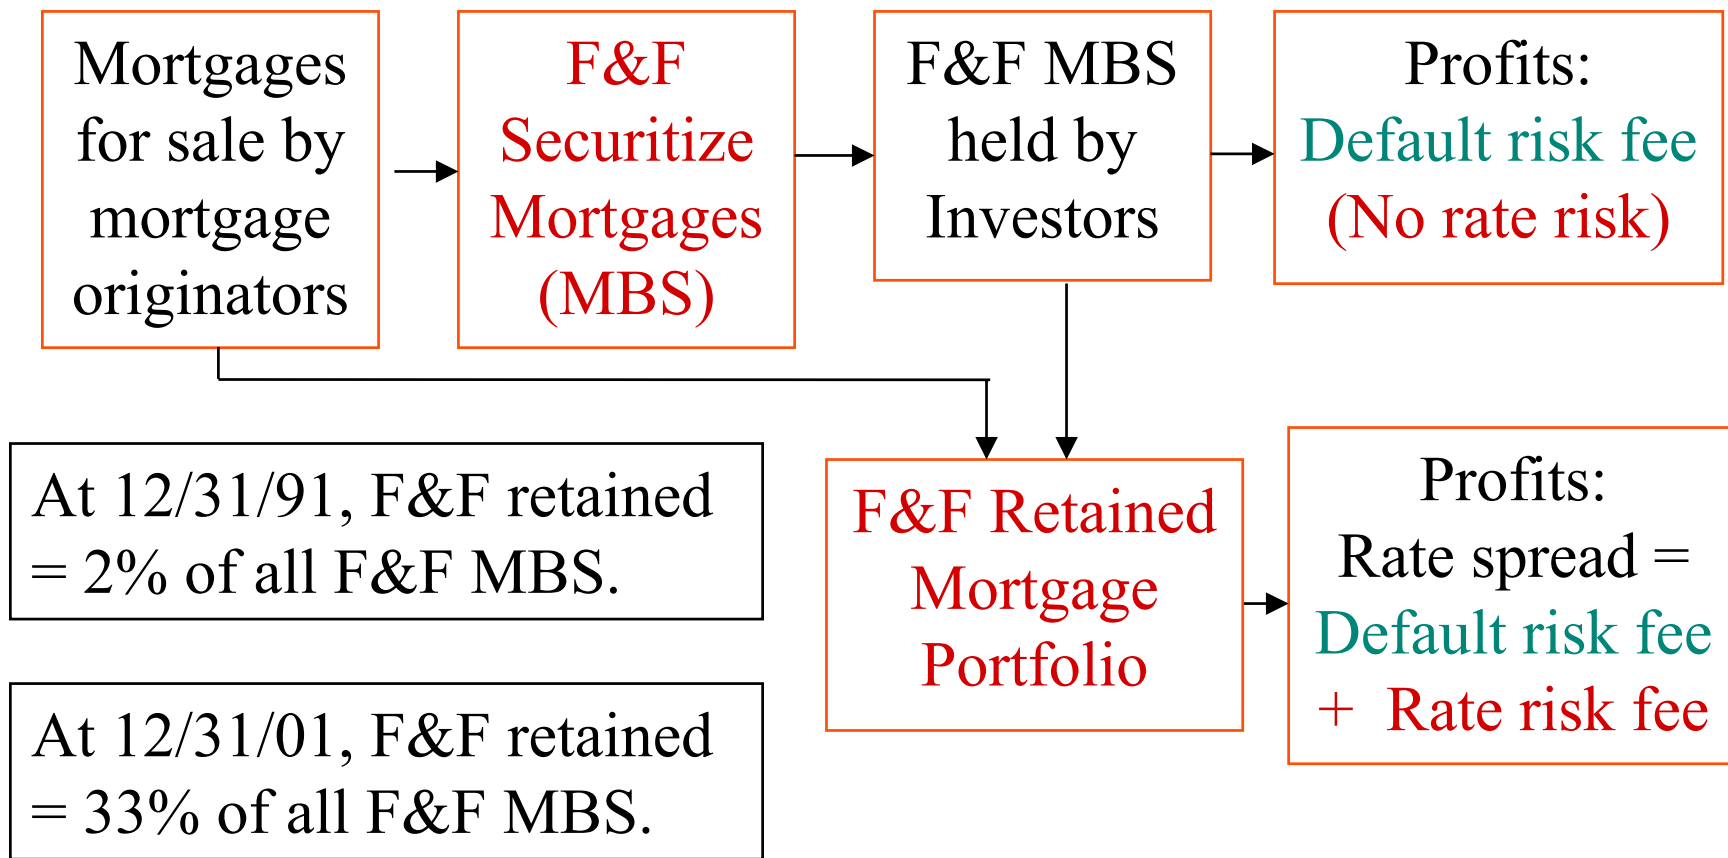 Mortgages
for sale by
mortgage
originators
F&F
Securitize
Mortgages
(MBS)
F&F MBS
held by
Investors
Profits:
Default risk fee
(No rate risk)
At 12/31/91, F&F retained
= 2% of all F&F MBS.
At 12/31/01, F&F retained
= 33% of all F&F MBS.
F&F Retained
Mortgage
Portfolio
Profits:
Rate spread =
Default risk fee
+ Rate risk fee